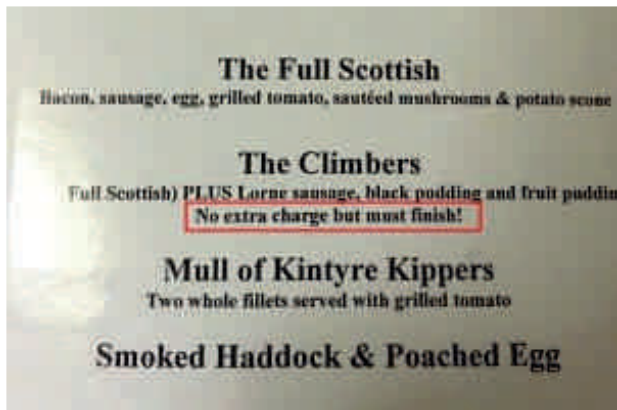 The Full Scottish
Bacon, sausage, egg, grilled tomato, sautéed mushrooms & potato scone
The Climbers
Full Scottish) PLUS Lorne sausage, black pudding and fruit puddin
No extra charge but must finish!
Mull of Kintyre Kippers
Two whole fillets served with grilled tomato
Smoked Haddock & Poached Egg